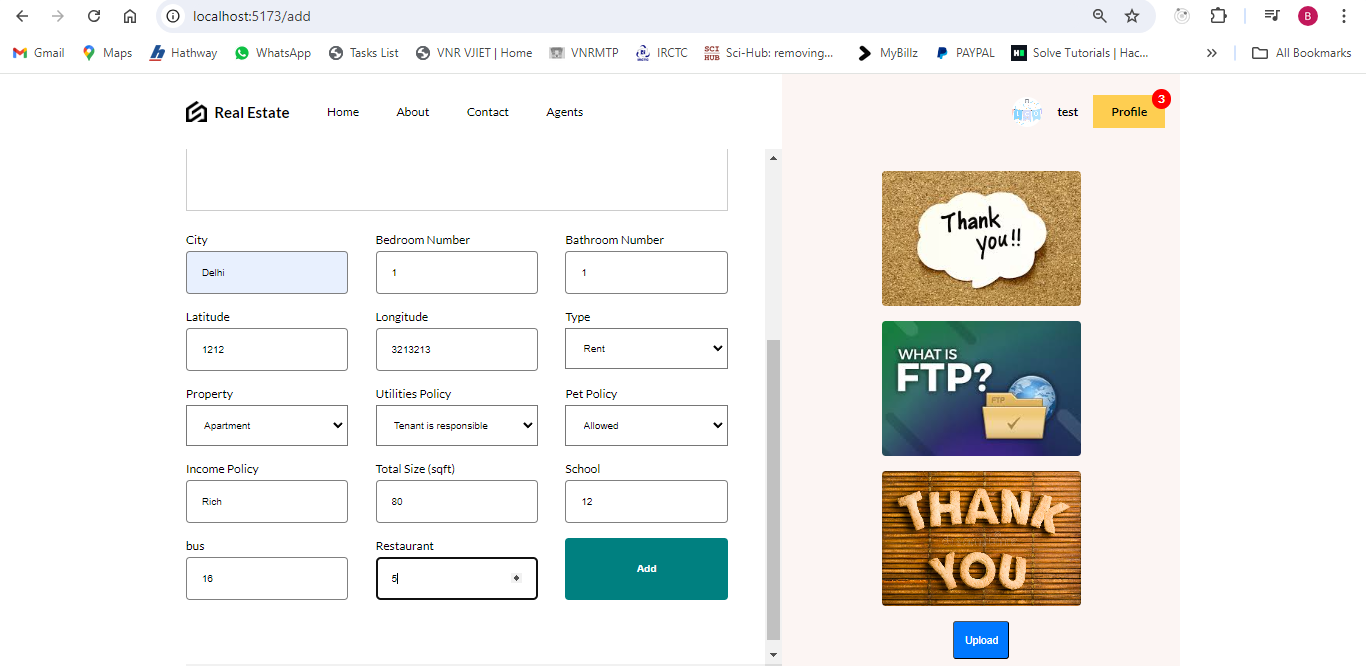 localhost:5173/add
B
Gmail Maps Hathway WhatsApp Tasks List VNR VJIET | Home VNRMTP IRCTC SCI HUB Sci-Hub: removing... MyBillz PAYPAL Solve Tutorials | Hac... » All Bookmarks
Real Estate Home About Contact Agents
test Profile 3
City Bedroom Number Bathroom Number
Delhi 1 1
Latitude Longitude Type
1212 3213213 Rent
Property Utilities Policy Pet Policy
Apartment Tenant is responsible Allowed
Income Policy Total Size (sqft) School
Rich 80 12
bus Restaurant
16 5 Add
Thank
you!!
WHAT IS
FTP?
FTP
THANK
YOU
Upload